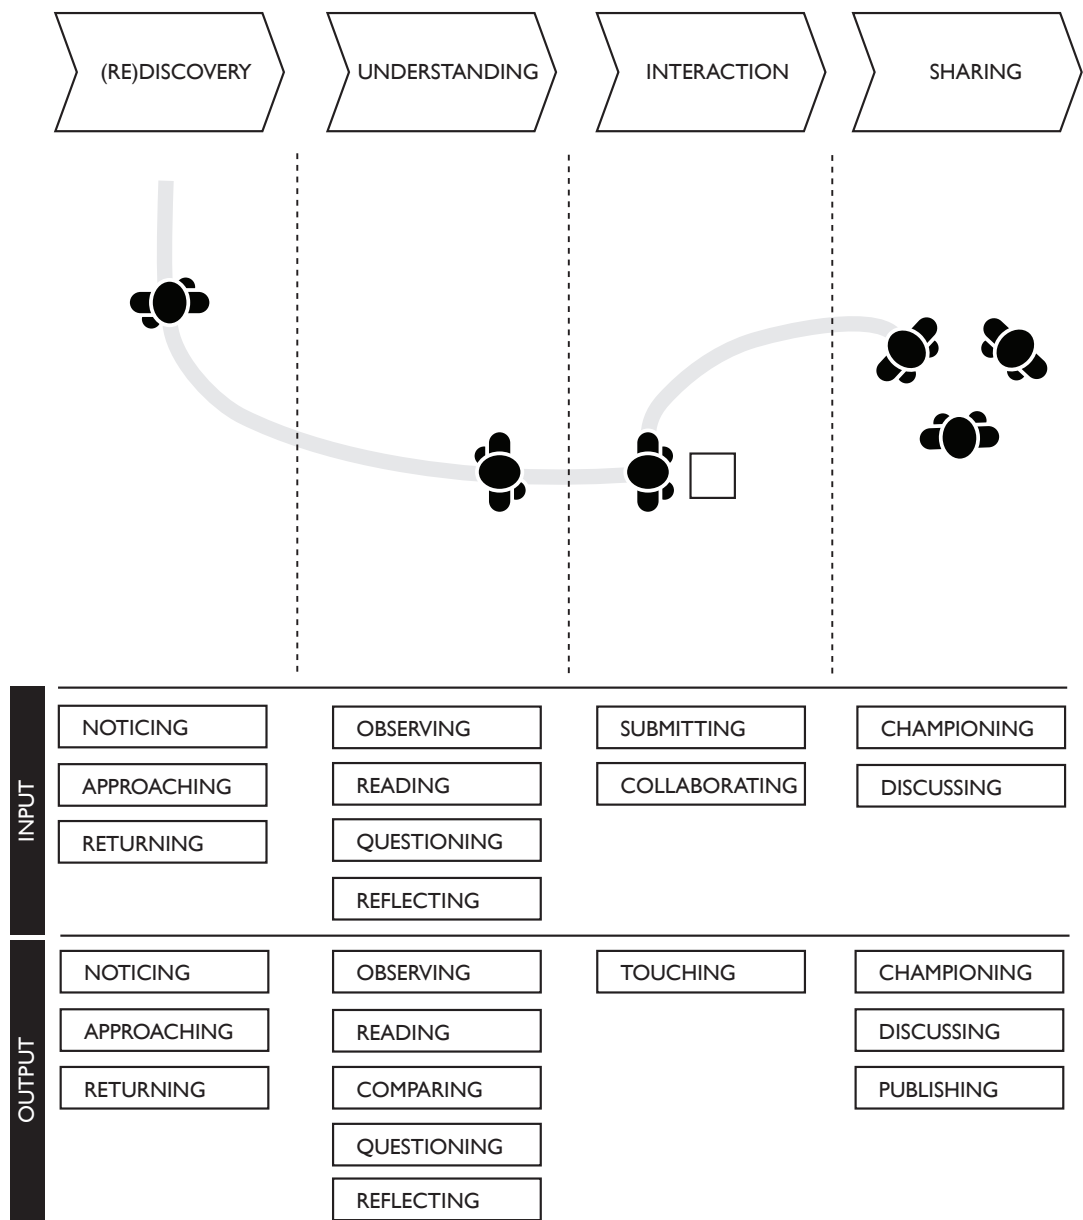 (RE)DISCOVERY
UNDERSTANDING
INTERACTION
SHARING
INPUT
NOTICING
APPROACHING
RETURNING
OBSERVING
READING
QUESTIONING
REFLECTING
SUBMITTING
COLLABORATING
CHAMPIONING
DISCUSSING
OUTPUT
NOTICING
APPROACHING
RETURNING
OBSERVING
READING
COMPARING
QUESTIONING
REFLECTING
TOUCHING
CHAMPIONING
DISCUSSING
PUBLISHING